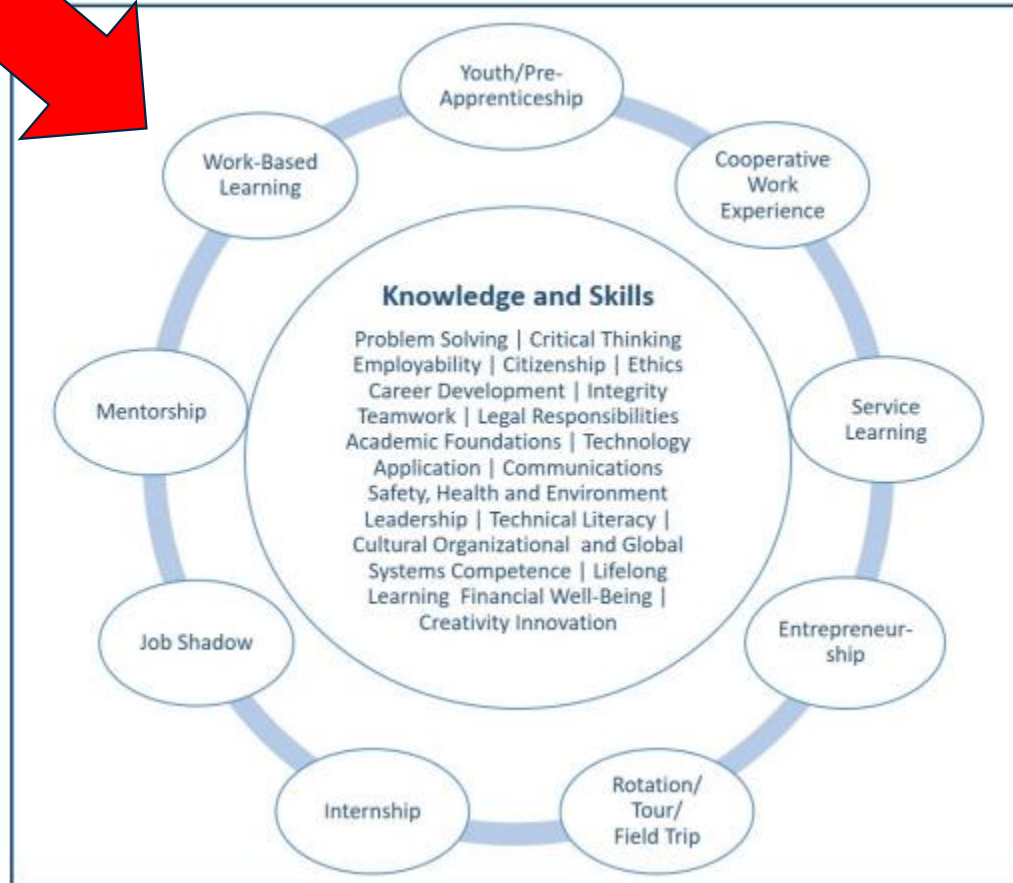 Youth/Pre-
Apprenticeship
Work-Based
Learning
Cooperative
Work
Experience
Knowledge and Skills
Problem Solving | Critical Thinking
Employability | Citizenship | Ethics
Career Development | Integrity
Teamwork | Legal Responsibilities
Academic Foundations | Technology
Application | Communications
Safety, Health and Environment
Leadership | Technical Literacy |
Cultural Organizational and Global
Systems Competence | Lifelong
Learning Financial Well-Being |
Creativity Innovation
Mentorship
Service
Learning
Job Shadow
Entrepreneur-
ship
Internship
Rotation/
Tour/
Field Trip